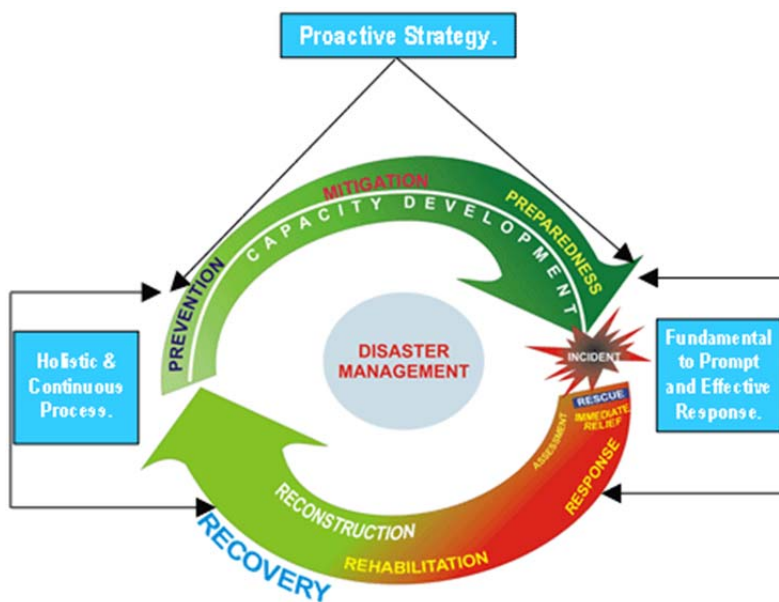 Proactive Strategy.
MITIGATION
CAPACITY DEVELOPMENT
PREPAREDNESS
PREVENTION
Holistic &
Continuous
Process.
DISASTER
MANAGEMENT
INCIDENT
Fundamental
to Prompt
and Effective
Response.
RESCUE
IMMEDIATE
RELIEF
ASSESSMENT
RESPONSE
RECONSTRUCTION
REHABILITATION
RECOVERY